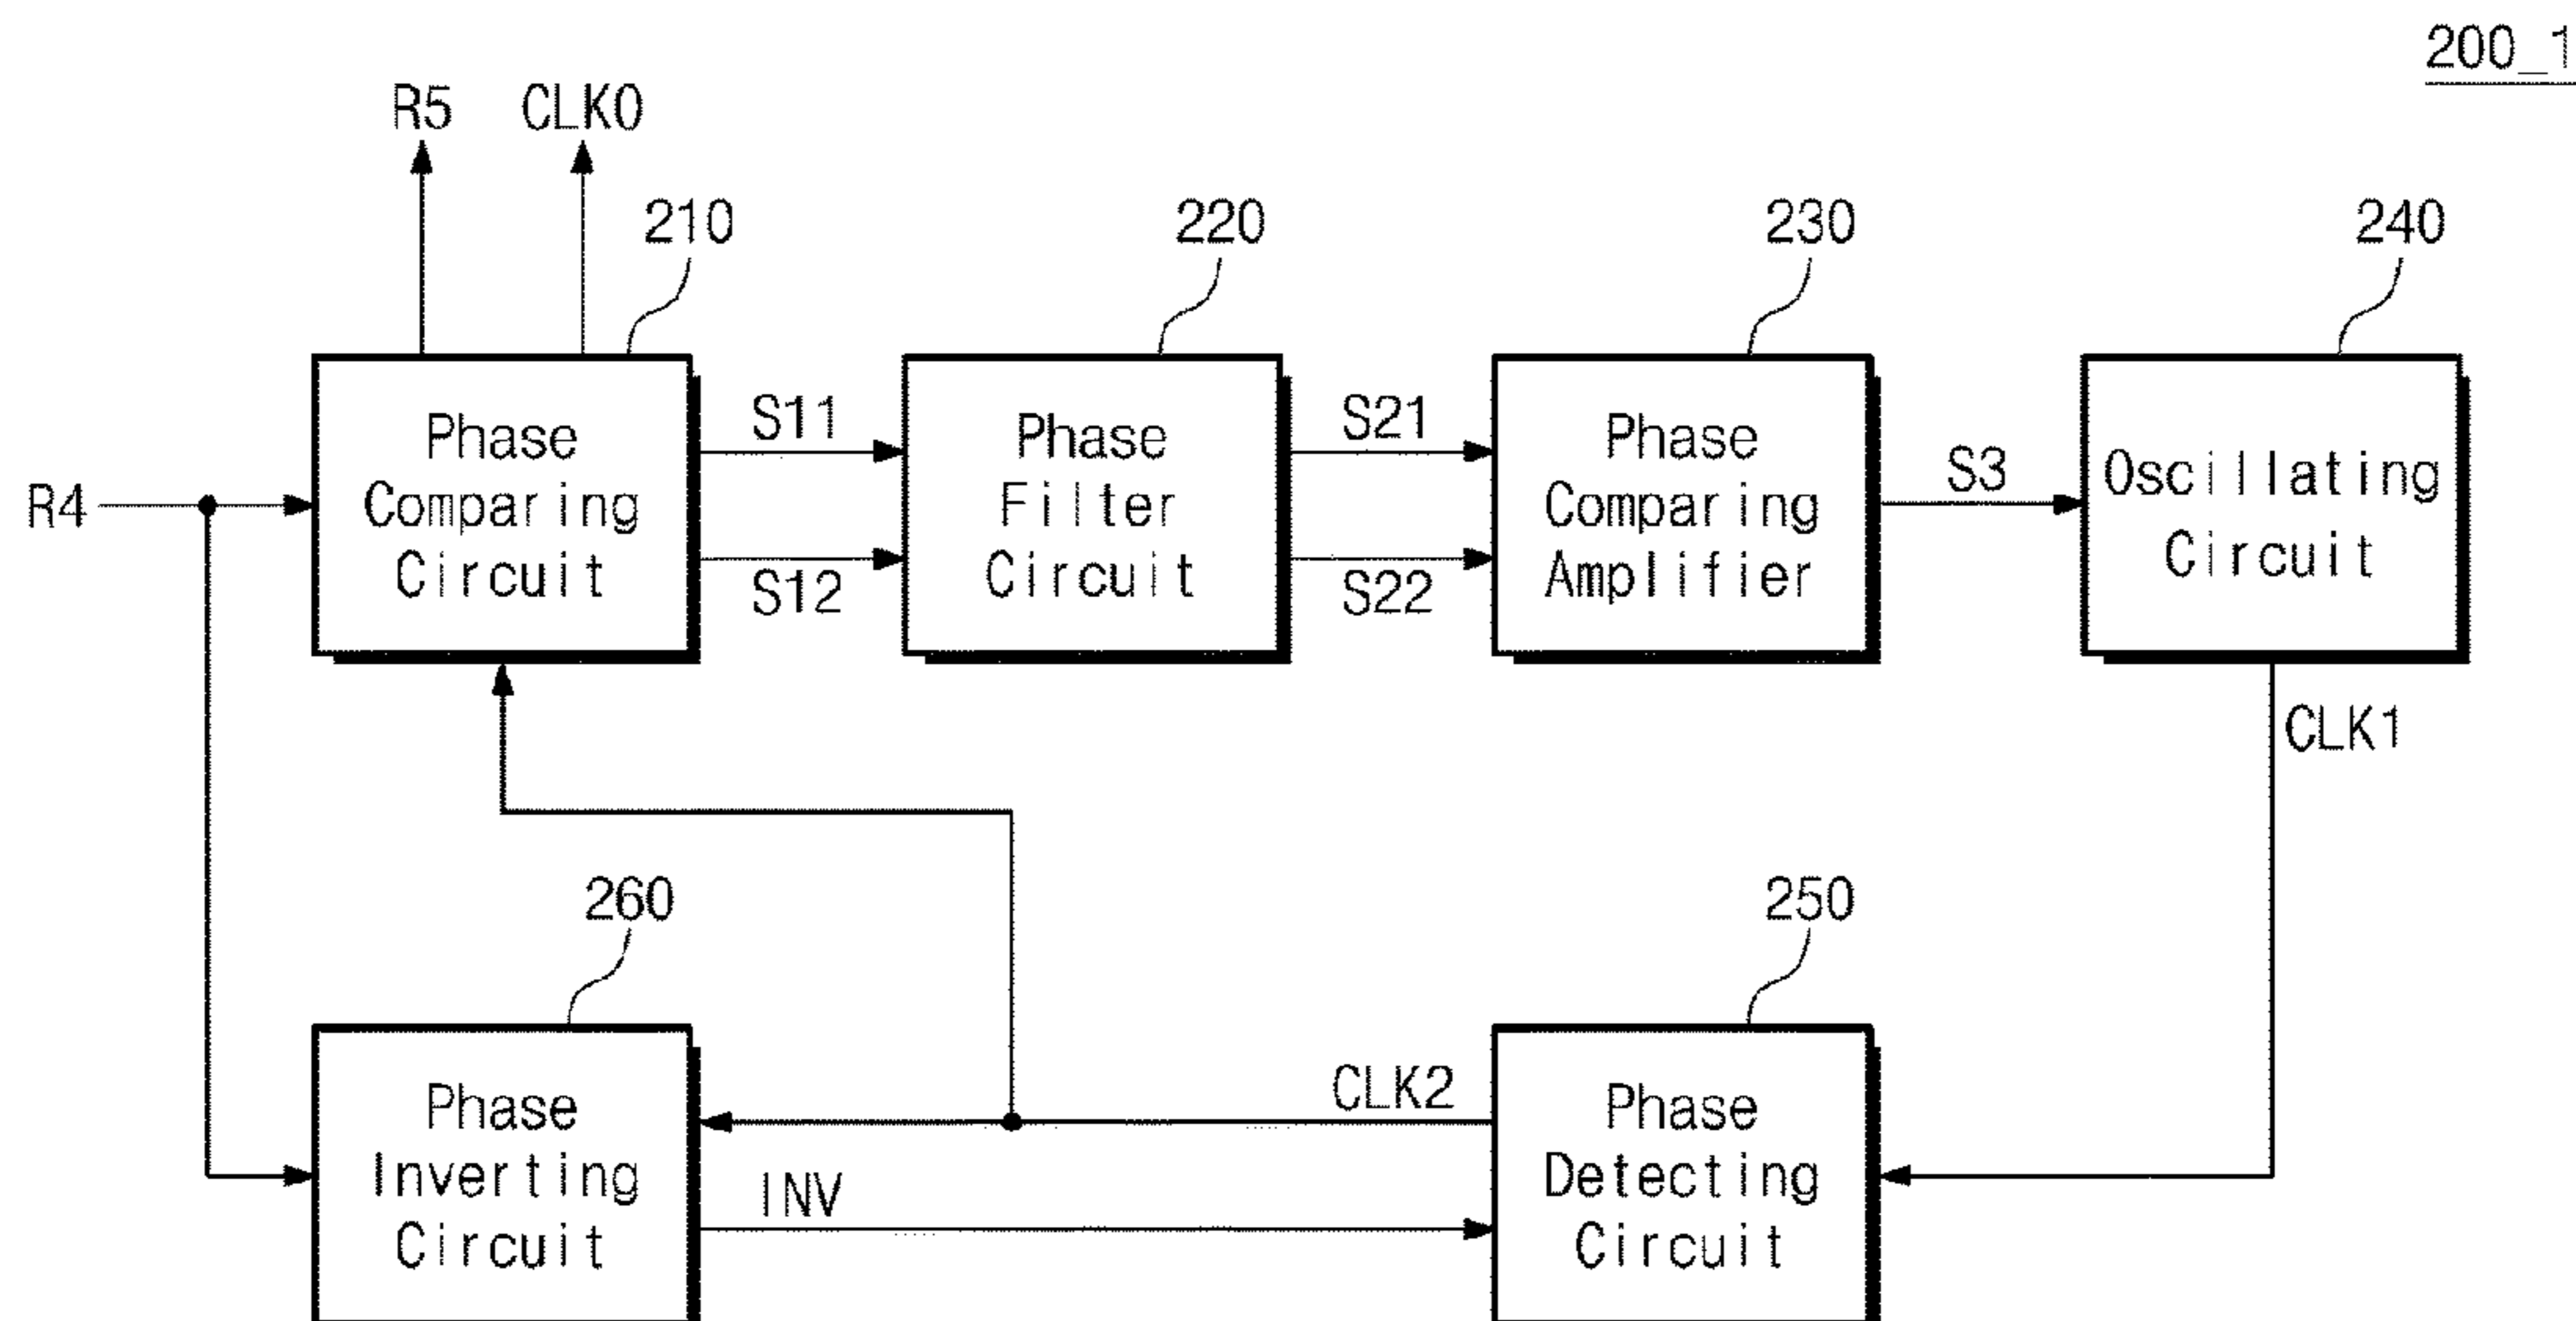 200_1
R5
CLK0
210
220
230
240
Phase
Comparing
Circuit
S11
S12
Phase
Filter
Circuit
S21
S22
Phase
Comparing
Amplifier
S3
Oscillating
Circuit
R4
CLK1
260
250
Phase
Inverting
Circuit
CLK2
INV
Phase
Detecting
Circuit